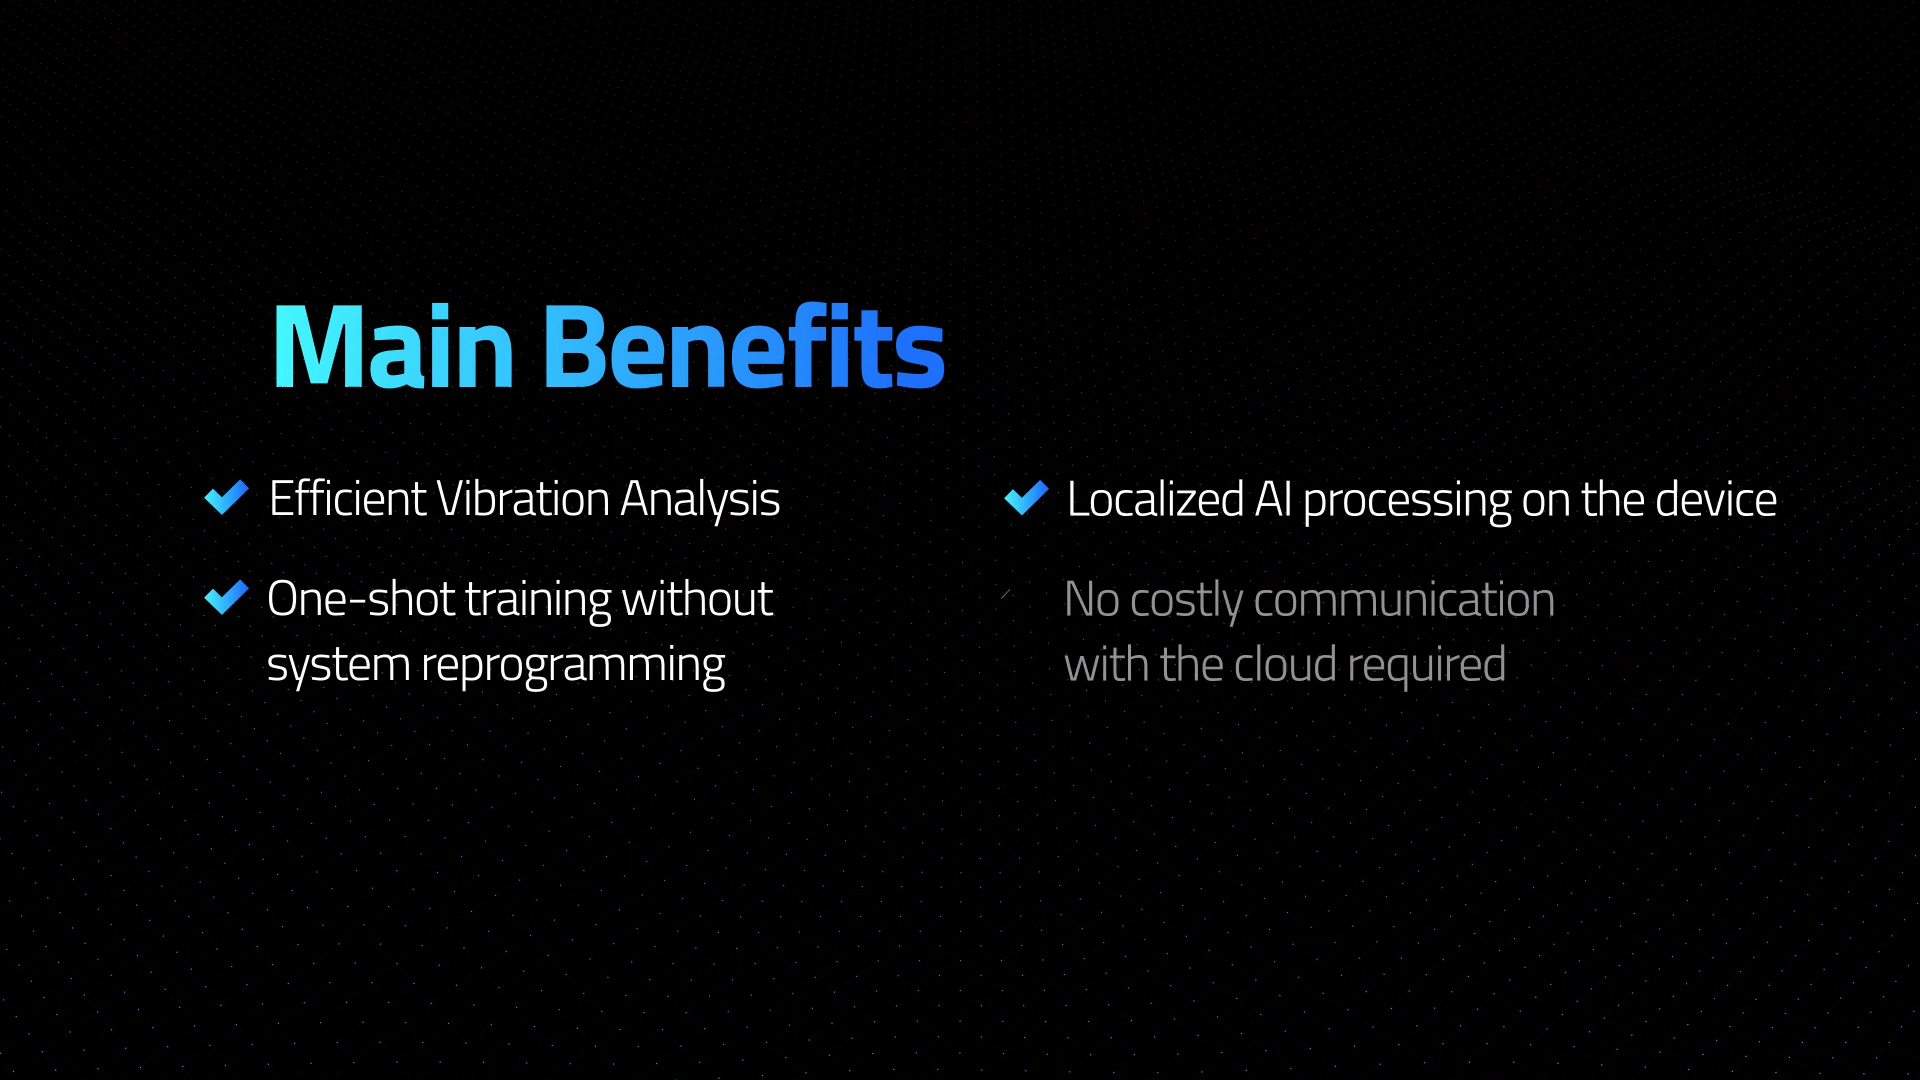 Main Benefits
Efficient Vibration Analysis
One-shot training without
system reprogramming
Localized AI processing on the device
No costly communication
with the cloud required